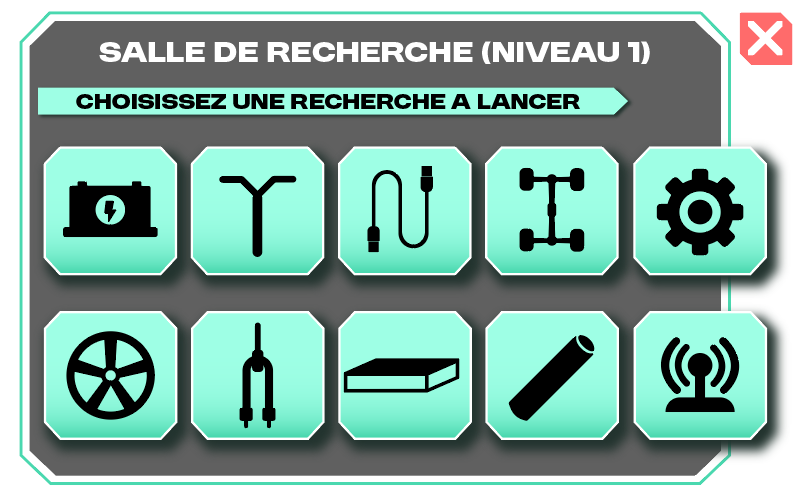 SALLE DE RECHERCHE (NIVEAU 1)
CHOISISSEZ UNE RECHERCHE A LANCER